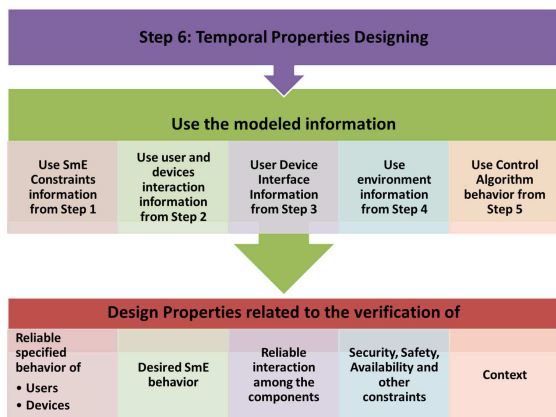 Step 6: Temporal Properties Designing
Use the modeled information
Use SmE
Constraints
information
from Step 1
Use user and
devices
interaction
information
from Step 2
User Device
Interface
Information
from Step 3
Use
environment
information
from Step 4
Use Control
Algorithm
behavior from
Step 5
Design Properties related to the verification of
Reliable
specified
behavior of
• Users
• Devices
Desired SmE
behavior
Reliable
interaction
among the
components
Security, Safety,
Availability and
other
constraints
Context